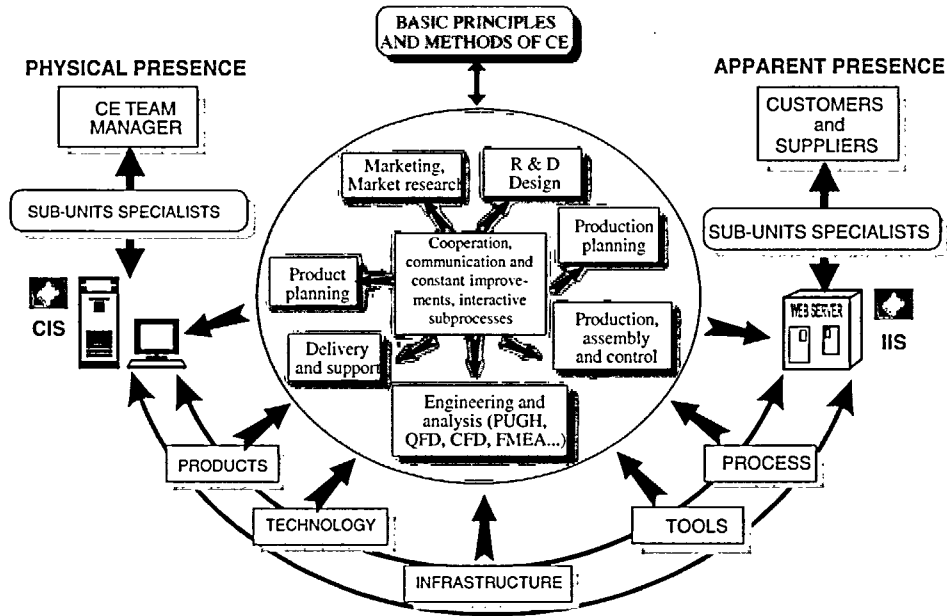 BASIC PRINCIPLES
AND METHODS OF CE
PHYSICAL PRESENCE
CE TEAM
MANAGER
SUB-UNITS SPECIALISTS
CIS
APPARENT PRESENCE
CUSTOMERS
and
SUPPLIERS
SUB-UNITS SPECIALISTS
WEB SERVER
IIS
Marketing,
Market research
R & D
Design
Production
planning
Product
planning
Cooperation,
communication and
constant improve-
ments, interactive
subprocesses
Production,
assembly
and control
Delivery
and support
Engineering and
analysis (PUGH,
QFD, CFD, FMEA...)
PRODUCTS
PROCESS
TECHNOLOGY
TOOLS
INFRASTRUCTURE